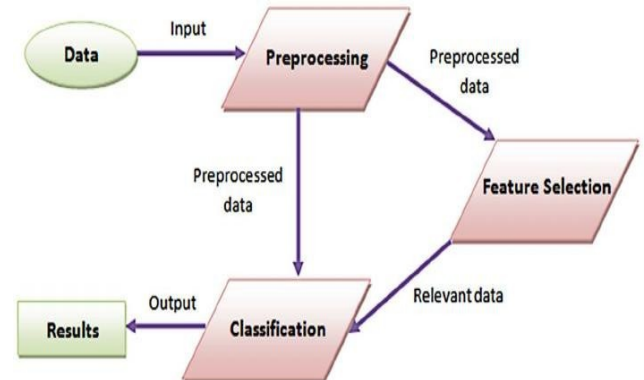 Data
Input
Preprocessing
Preprocessed
data
Preprocessed
data
Feature Selection
Relevant data
Classification
Output
Results